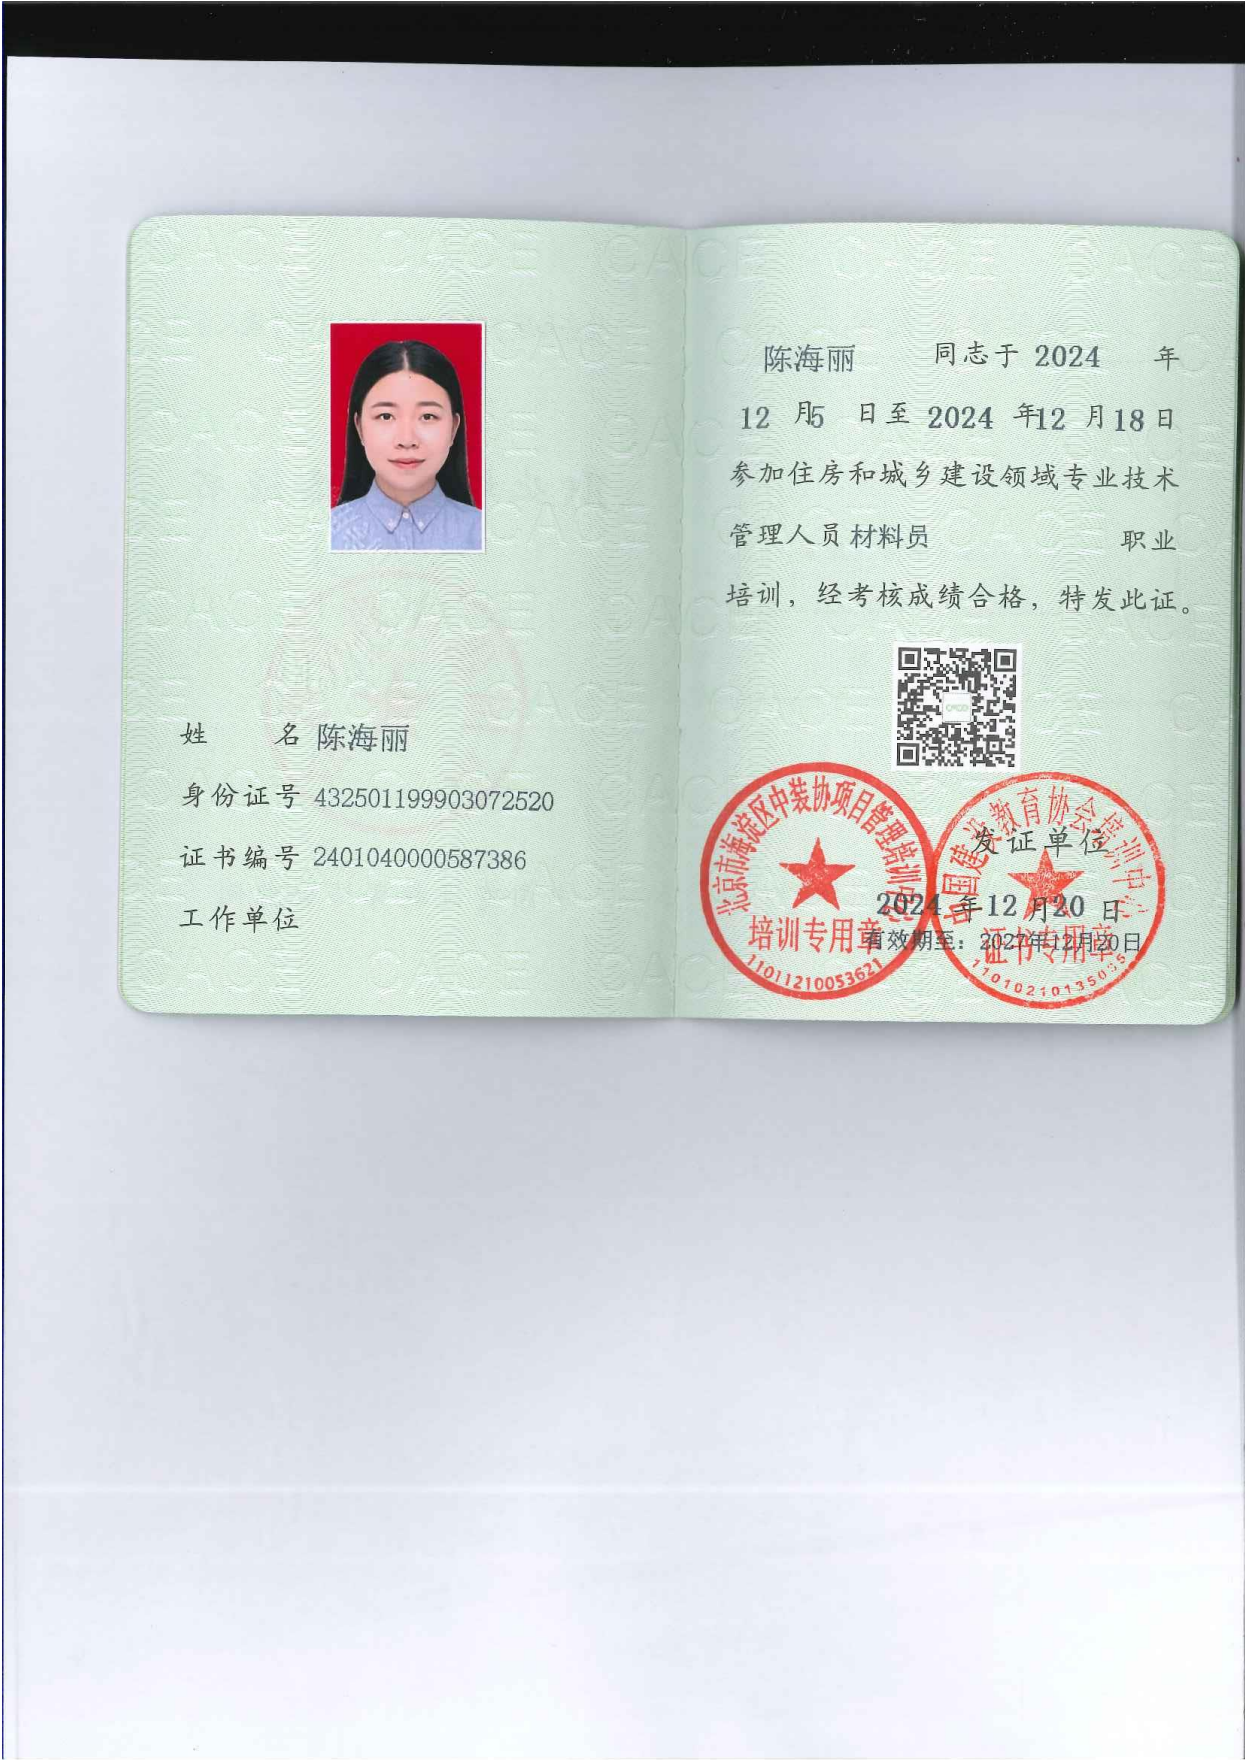 姓 名 陈海丽
身份证号 432501199903072520
证书编号 2401040000587386
工作单位
陈海丽 同志于 2024 年
12 月5 日至 2024 年12 月18日
参加住房和城乡建设领域专业技术
管理人员材料员 职业
培训，经考核成绩合格，特发此证。
发证单位
2024 年12 月20 日
有效期至：2027年12月20日
北京市海淀区中装协项目管理培训中心
培训专用章
11011210053621
中国建设教育协会培训中心
证书专用章
CACE